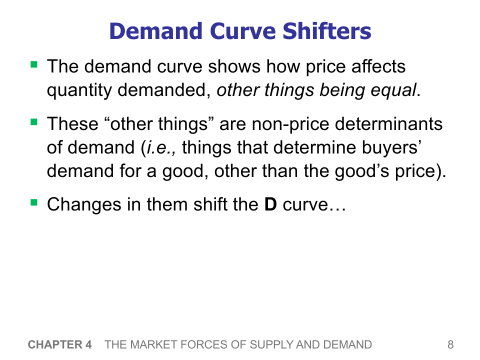 Demand Curve Shifters
The demand curve shows how price affects
quantity demanded, other things being equal.
These “other things” are non-price determinants
of demand (i.e., things that determine buyers’
demand for a good, other than the good’s price).
Changes in them shift the D curve…
CHAPTER 4 THE MARKET FORCES OF SUPPLY AND DEMAND 8